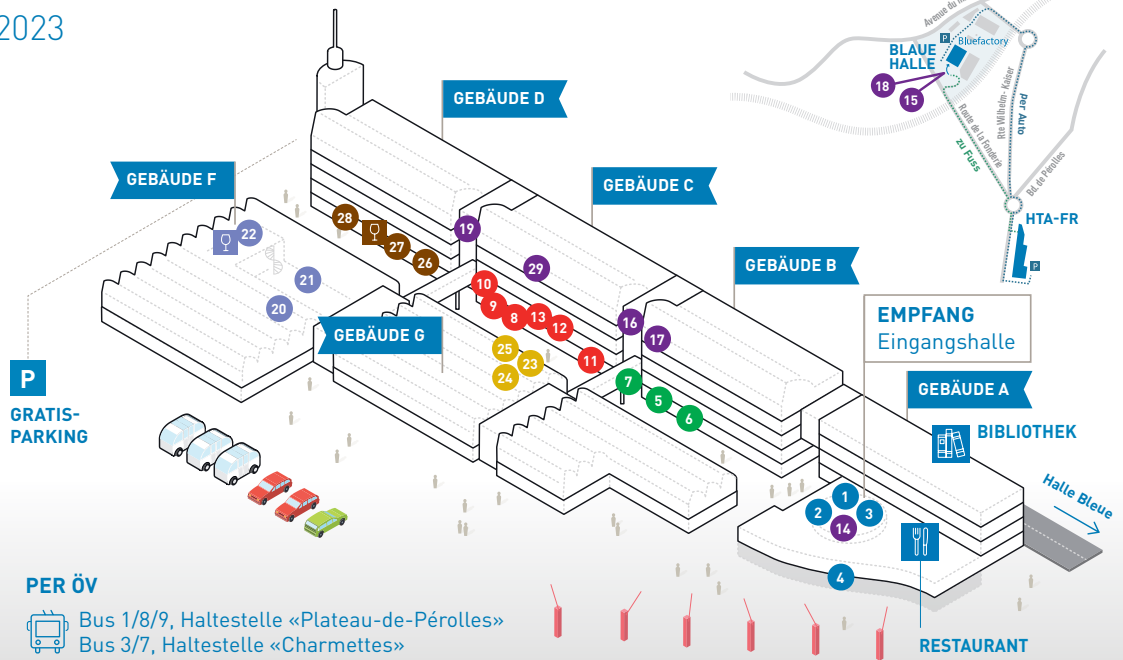 2023
Avenue du
P
Bluefactory
BLAUE
HALLE
18
15
Route de la Fonderie
zu Fuss
Rte Wilhelm-Kaiser
per Auto
Bd. de Pérolles
HTA-FR
P
GEBÄUDE D
GEBÄUDE F
GEBÄUDE C
GEBÄUDE B
GEBÄUDE G
GEBÄUDE A
EMPFANG
Eingangshalle
BIBLIOTHEK
Halle Bleue
28
27
26
22
21
20
19
29
10
9
8
13
12
11
16
17
25
23
24
7
5
6
1
2
3
14
4
P
GRATIS-
PARKING
RESTAURANT
PER ÖV
Bus 1/8/9, Haltestelle «Plateau-de-Pérolles»
Bus 3/7, Haltestelle «Charmettes»